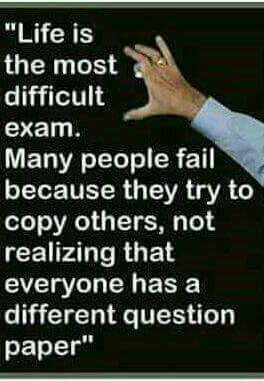 "Life is
the most
difficult
exam.
Many people fail
because they try to
copy others, not
realizing that
everyone has a
different question
paper"